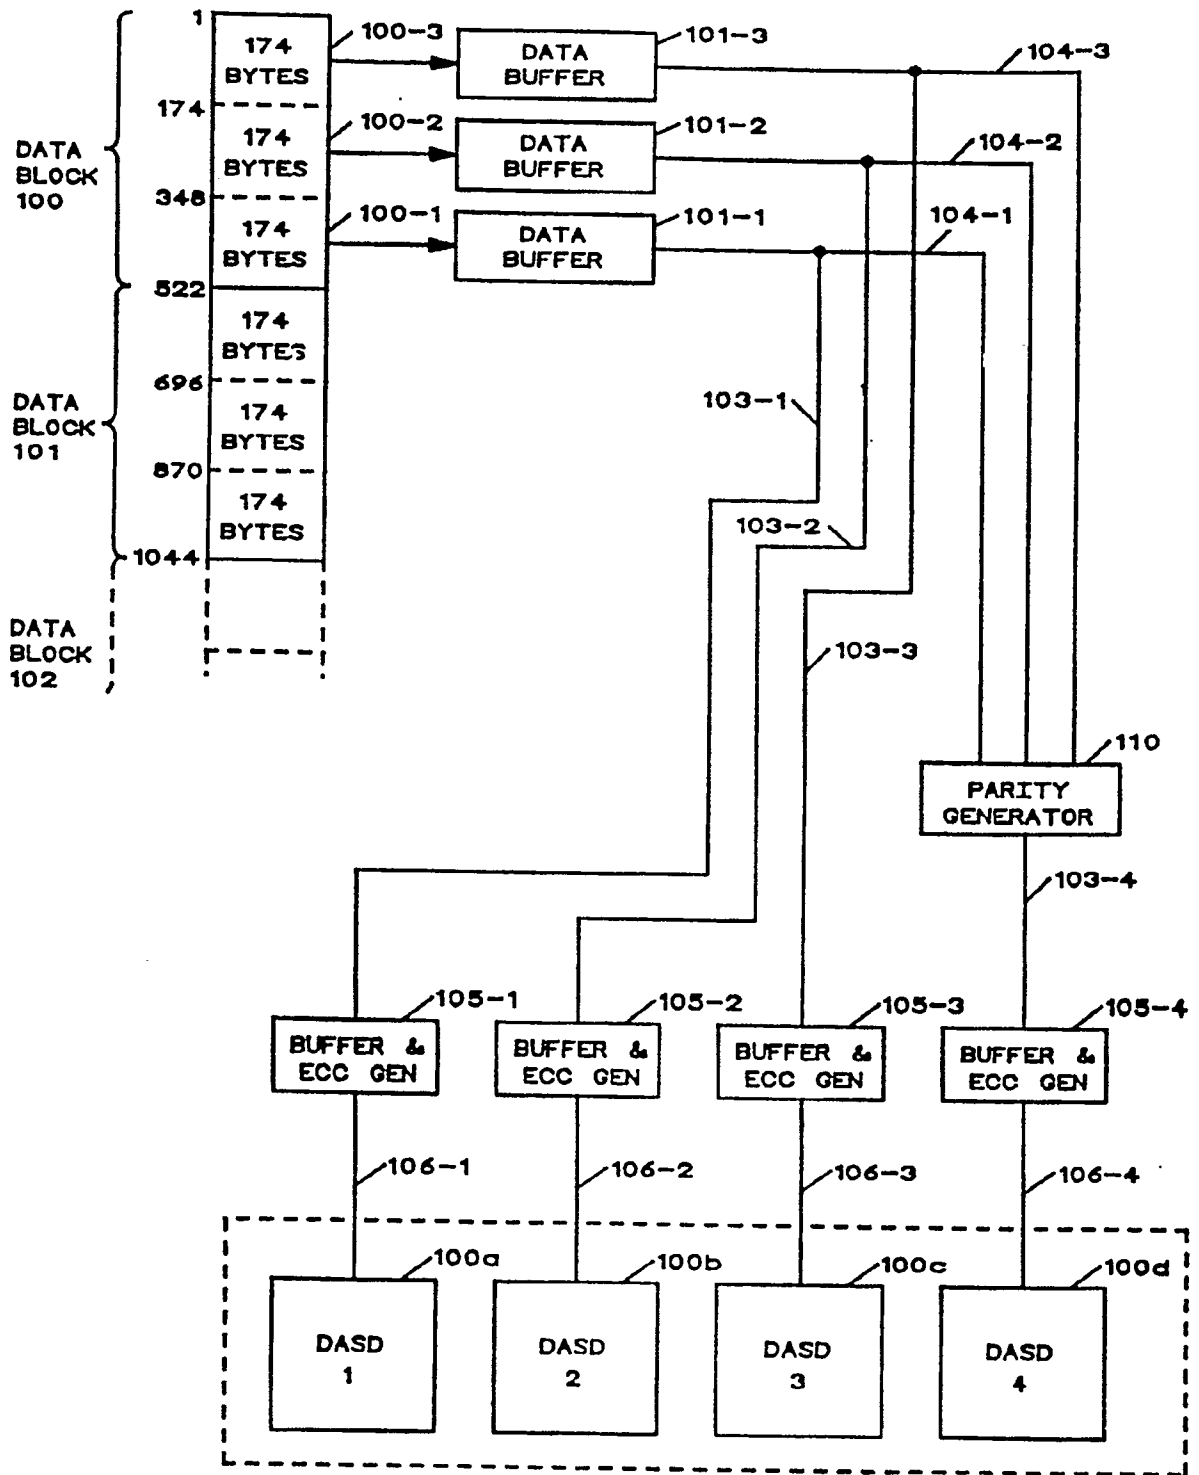 1
174
BYTES
100-3
DATA
BUFFER
101-3
104-3
174
174
BYTES
100-2
DATA
BUFFER
101-2
104-2
DATA
BLOCK
100
348
174
BYTES
100-1
DATA
BUFFER
101-1
104-1
522
174
BYTES
696
DATA
BLOCK
101
174
BYTES
103-1
870
174
BYTES
103-2
1044
DATA
BLOCK
102
103-3
110
PARITY
GENERATOR
103-4
105-1
105-2
105-3
105-4
BUFFER &
ECC GEN
BUFFER &
ECC GEN
BUFFER &
ECC GEN
BUFFER &
ECC GEN
106-1
106-2
106-3
106-4
100a
100b
100c
100d
DASD
1
DASD
2
DASD
3
DASD
4